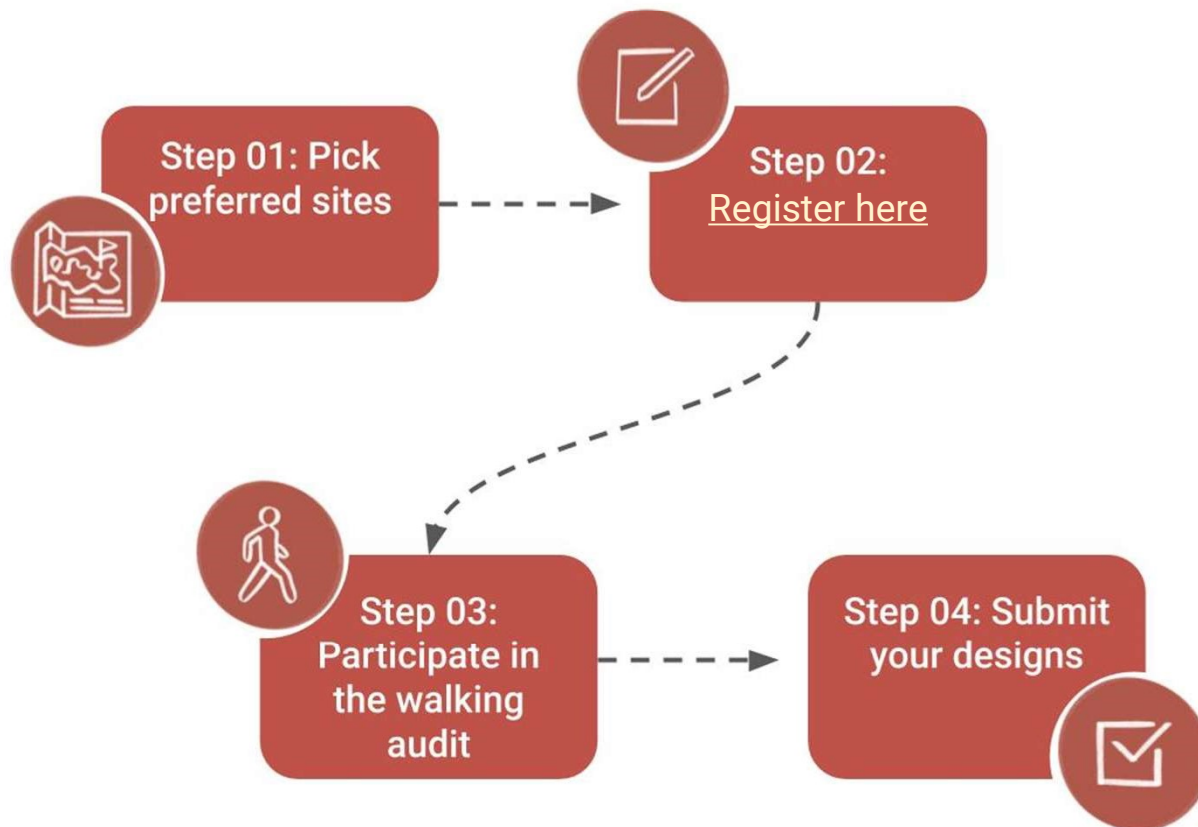 Step 01: Pick
preferred sites
Step 02:
Register here
Step 03:
Participate in
the walking
audit
Step 04: Submit
your designs